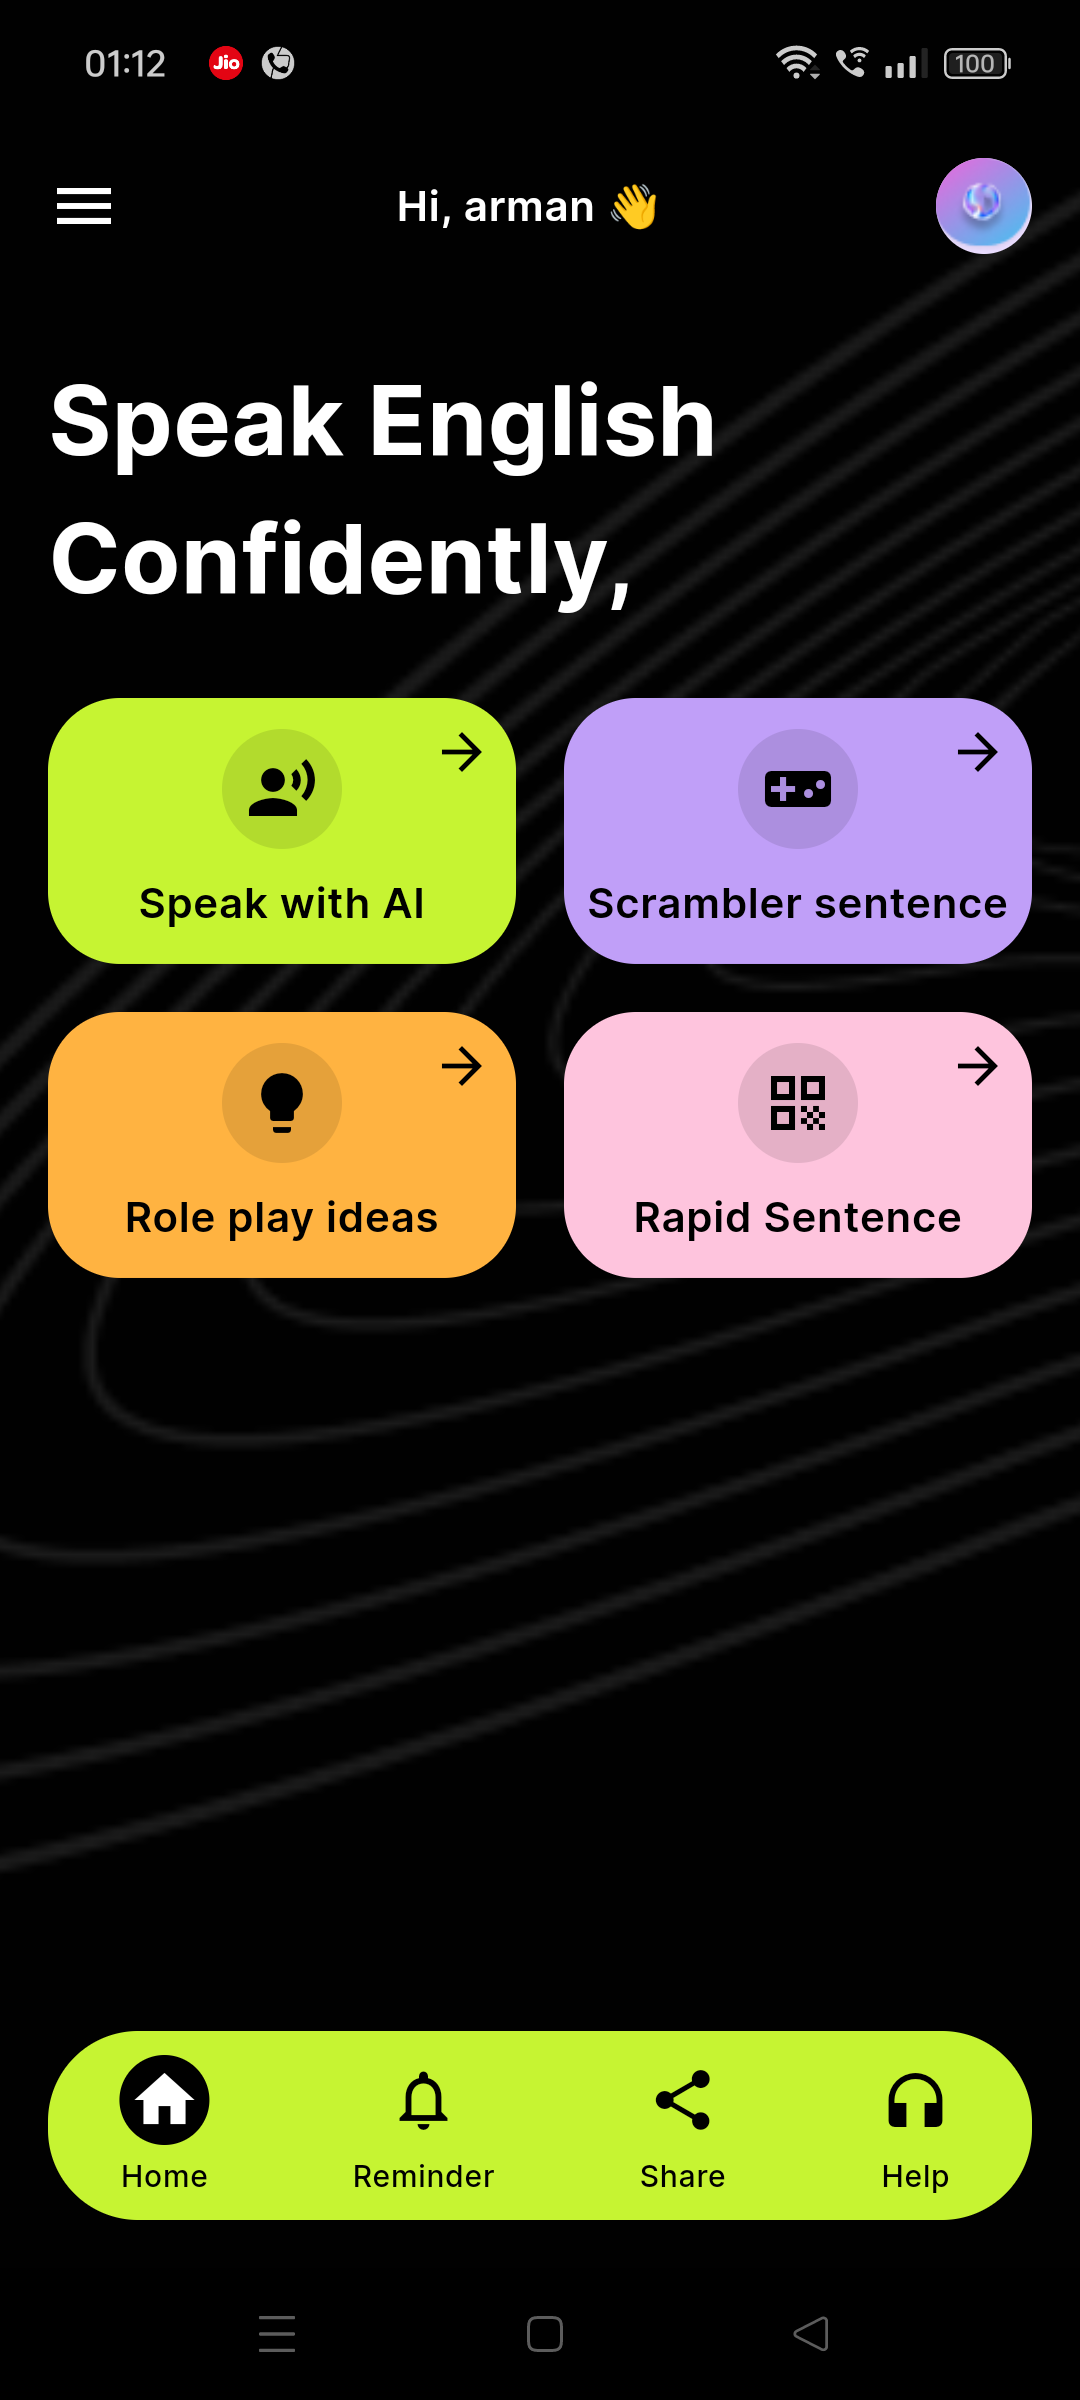 01:12 Jio 100
Hi, arman 👋
Speak English
Confidently,
Speak with AI
Scrambler sentence
Role play ideas
Rapid Sentence
Home Reminder Share Help